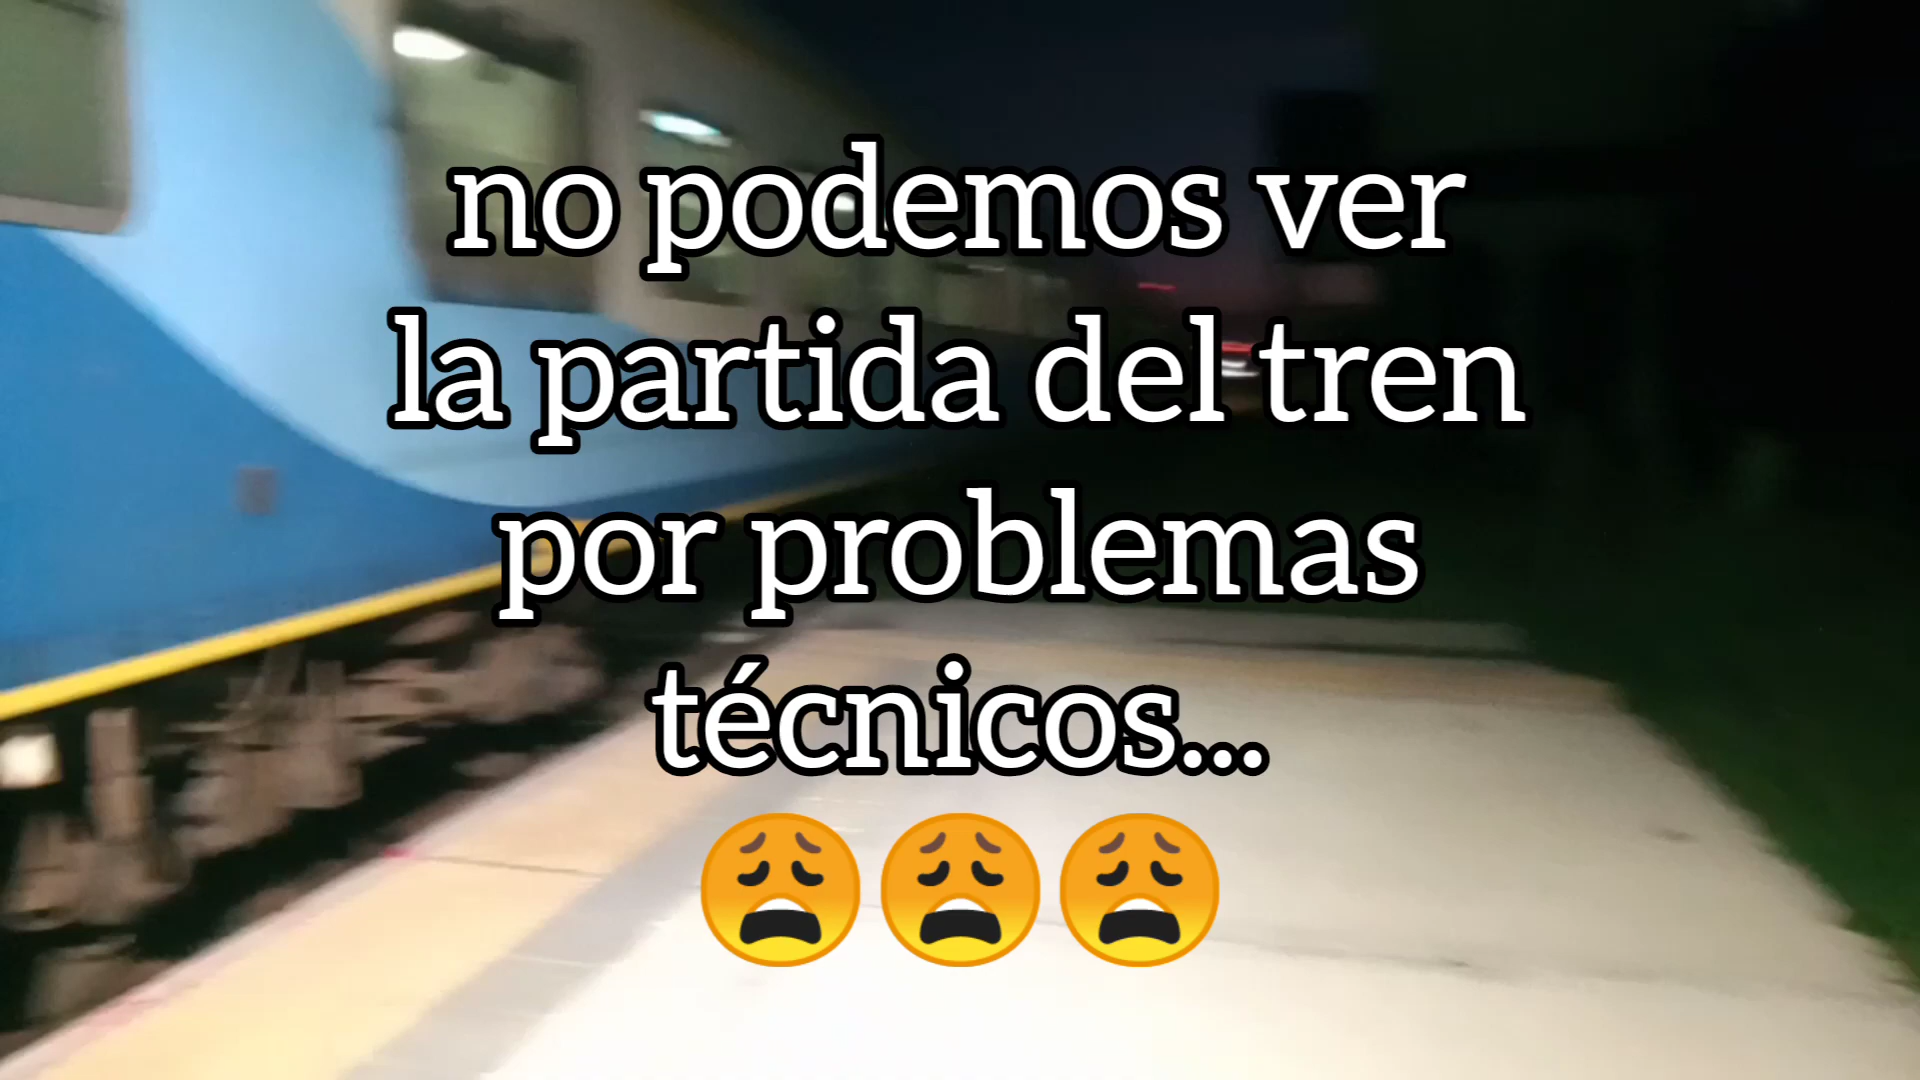 no podemos ver
la partida del tren
por problemas
técnicos...
😩😩😩